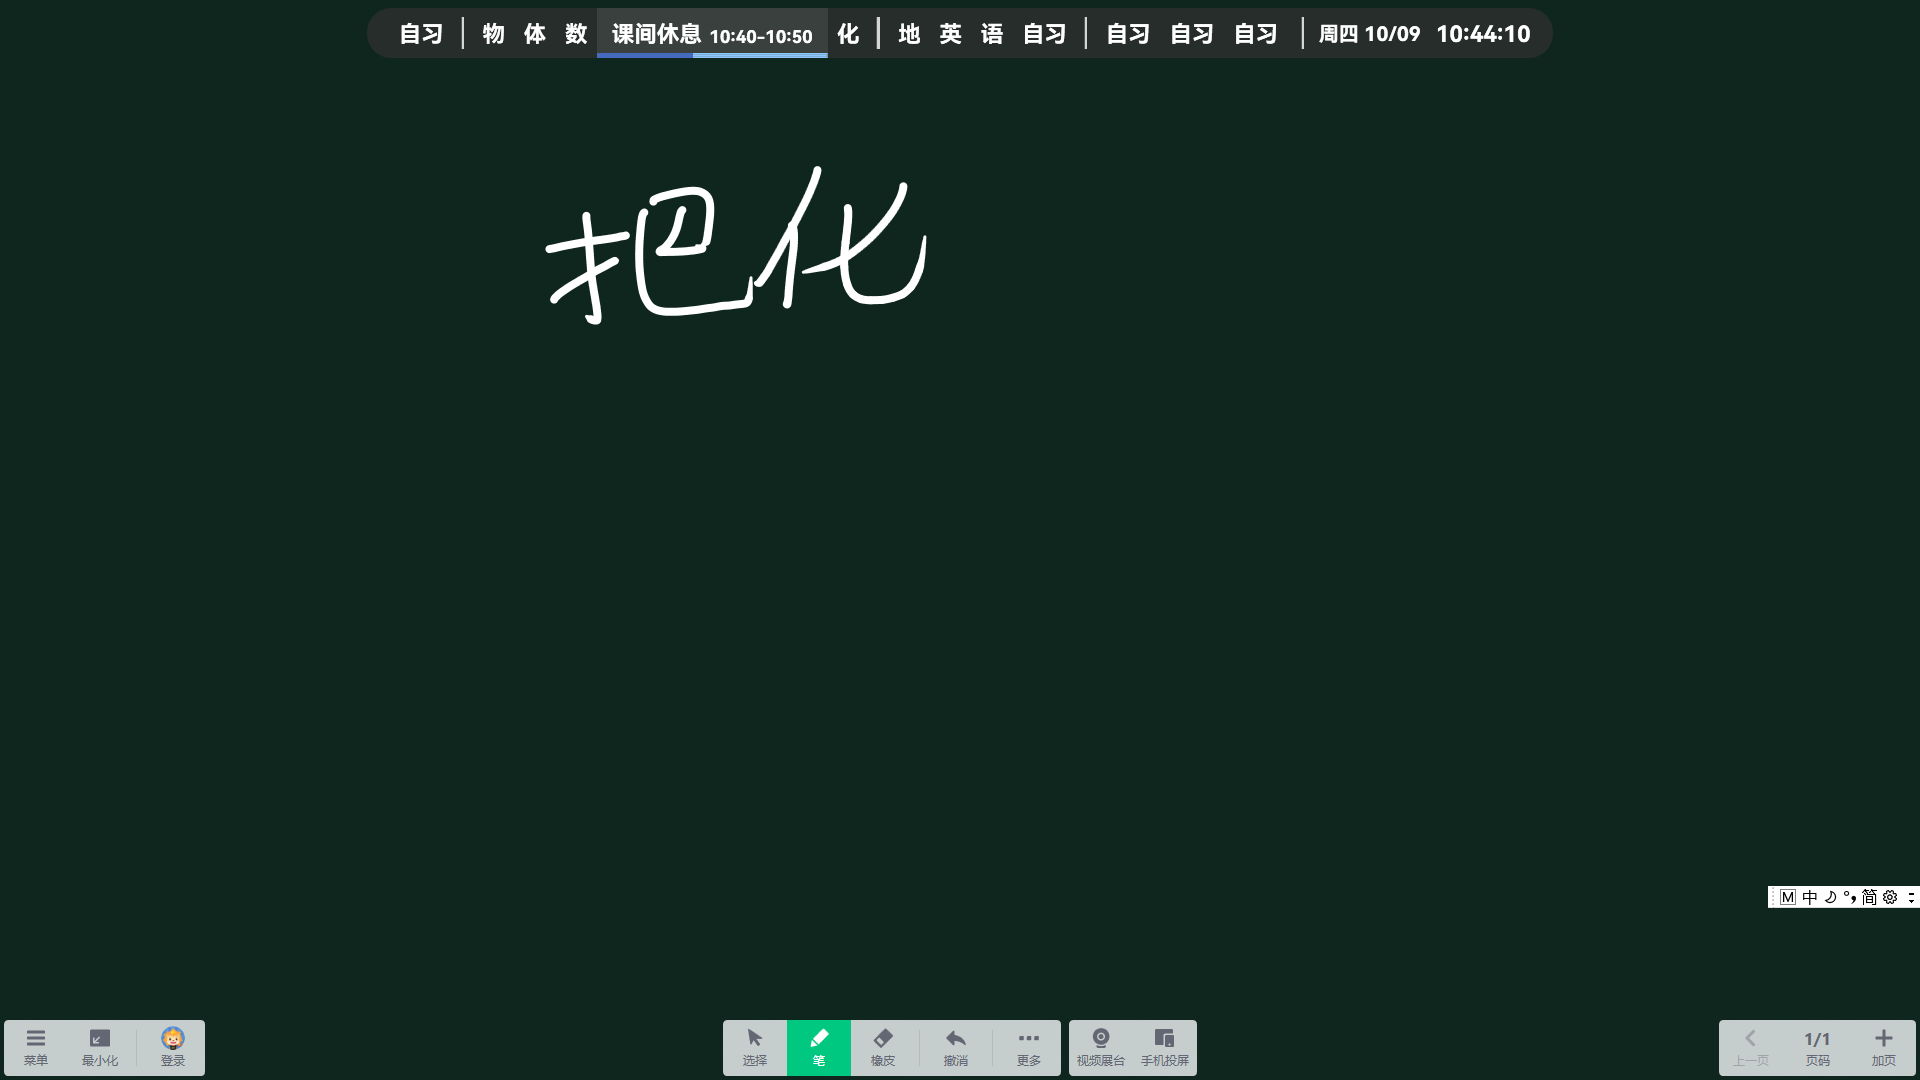 自习 物 体 数 课间休息 10:40-10:50 化 地 英 语 自习 自习 自习 自习 周四 10/09 10:44:10
把化
M 中 简
菜单 最小化 登录 选择 笔 橡皮 撤消 更多 视频展台 手机投屏 上一页 1/1 页码 加页